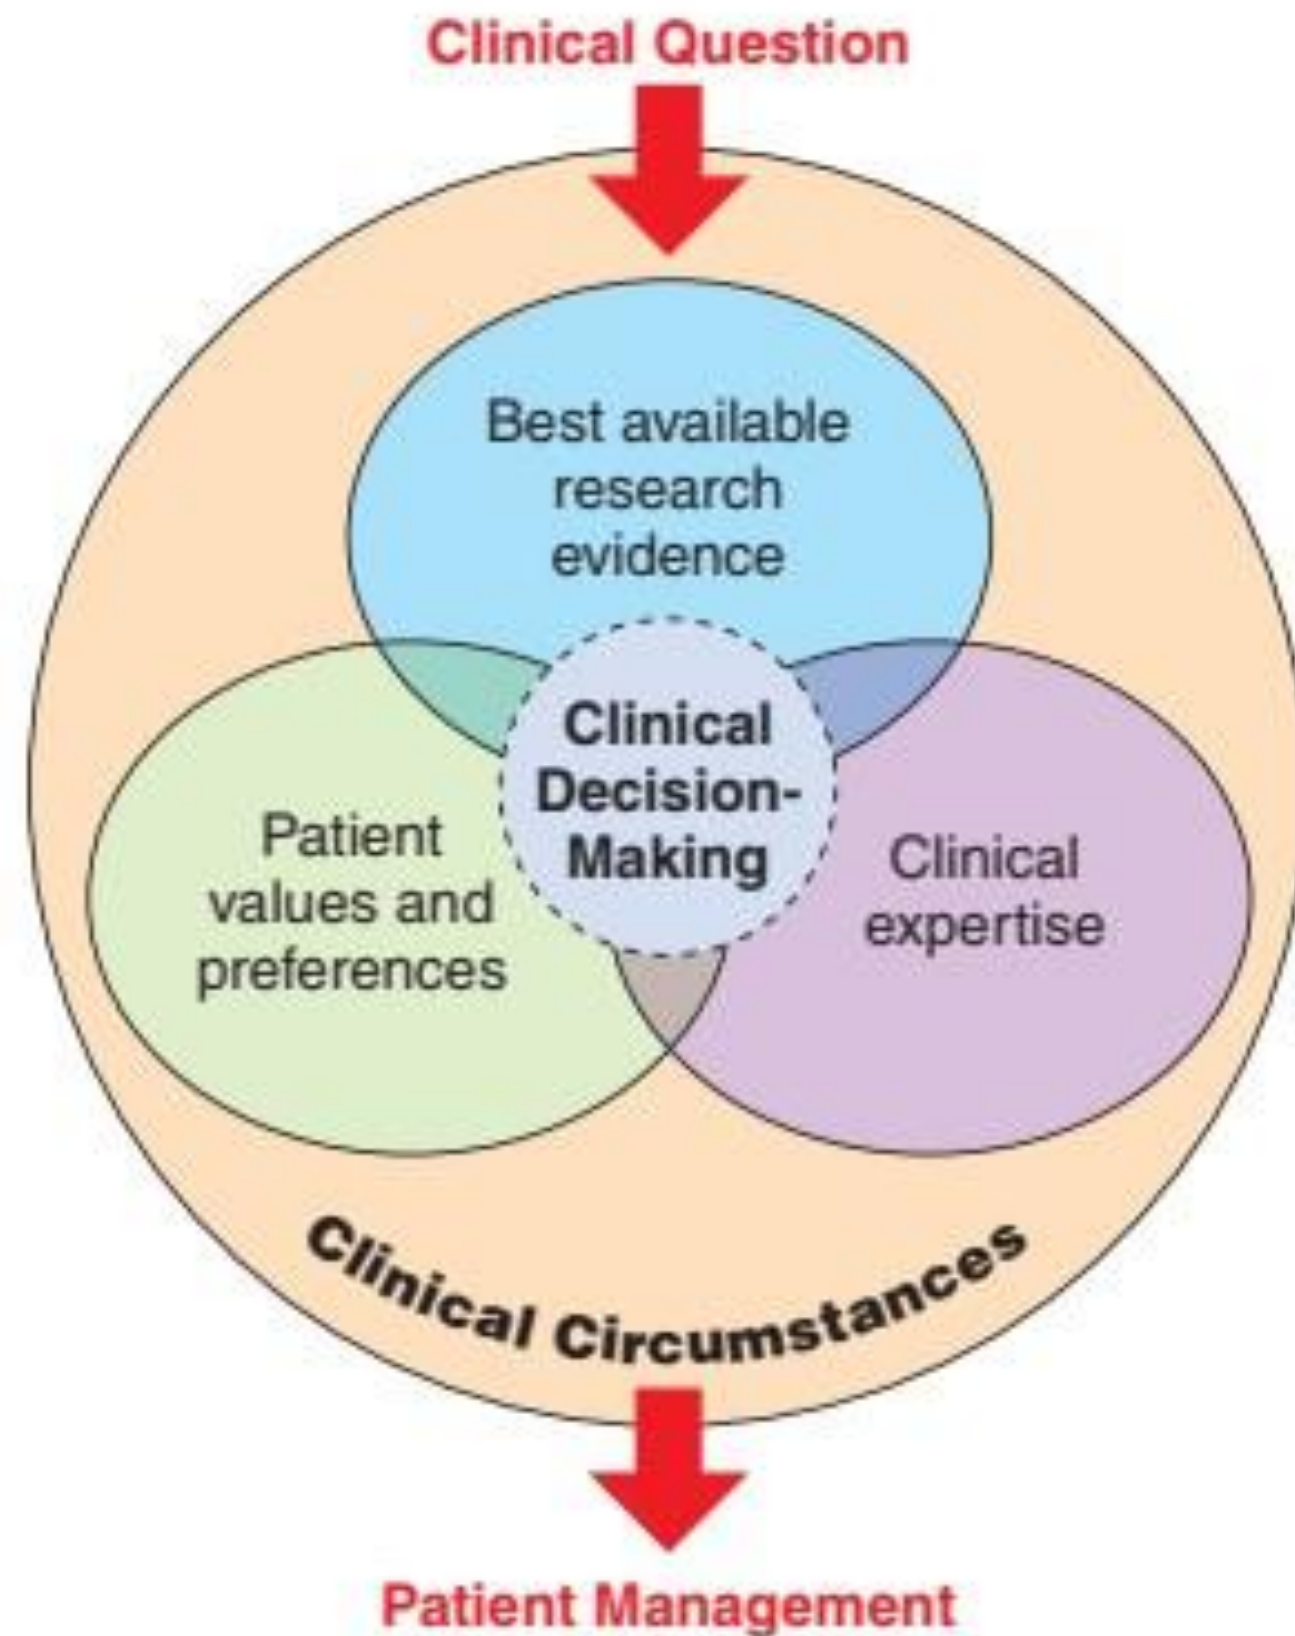 Clinical Question
Best available
research
evidence
Clinical
Decision-
Making
Patient
values and
preferences
Clinical
expertise
Clinical Circumstances
Patient Management